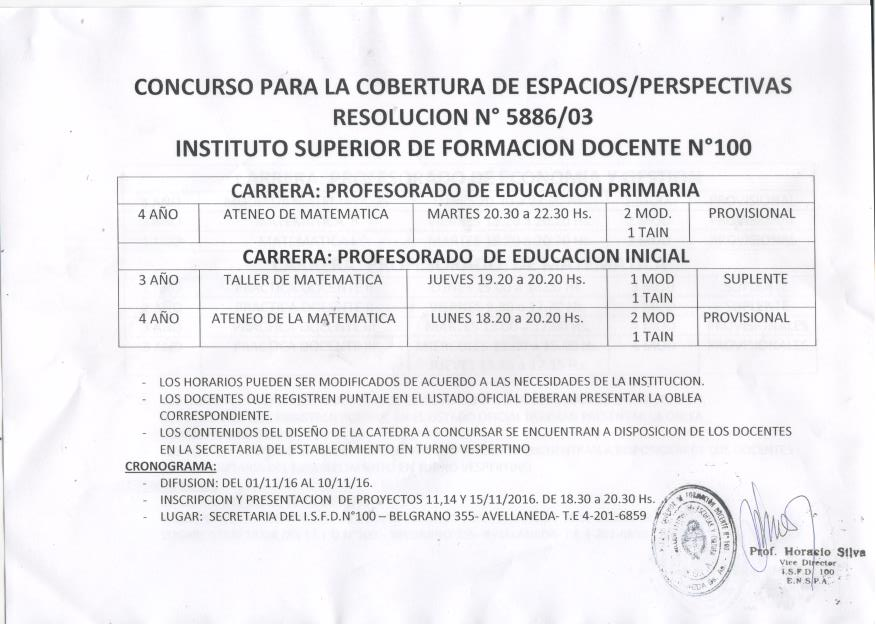 CONCURSO PARA LA COBERTURA DE ESPACIOS/PERSPECTIVAS
RESOLUCION N° 5886/03
INSTITUTO SUPERIOR DE FORMACION DOCENTE N°100
CARRERA: PROFESORADO DE EDUCACION PRIMARIA
4 AÑO ATENEO DE MATEMATICA MARTES 20.30 a 22.30 Hs. 2 MOD. PROVISIONAL
1 TAIN
CARRERA: PROFESORADO DE EDUCACION INICIAL
3 AÑO TALLER DE MATEMATICA JUEVES 19.20 a 20.20 Hs. 1 MOD SUPLENTE
1 TAIN
4 AÑO ATENEO DE LA MATEMATICA LUNES 18.20 a 20.20 Hs. 2 MOD PROVISIONAL
1 TAIN
- LOS HORARIOS PUEDEN SER MODIFICADOS DE ACUERDO A LAS NECESIDADES DE LA INSTITUCION.
- LOS DOCENTES QUE REGISTREN PUNTAJE EN EL LISTADO OFICIAL DEBERAN PRESENTAR LA OBLEA
CORRESPONDIENTE.
- LOS CONTENIDOS DEL DISEÑO DE LA CATEDRA A CONCURSAR SE ENCUENTRAN A DISPOSICION DE LOS DOCENTES
EN LA SECRETARIA DEL ESTABLECIMIENTO EN TURNO VESPERTINO
CRONOGRAMA:
- DIFUSION: DEL 01/11/16 AL 10/11/16.
- INSCRIPCION Y PRESENTACION DE PROYECTOS 11,14 Y 15/11/2016. DE 18.30 a 20.30 Hs.
- LUGAR: SECRETARIA DEL I.S.F.D.N°100 – BELGRANO 355- AVELLANEDA- T.E 4-201-6859
Prof. Horacio Silva
Vice Director
I.S.F.D. 100
E.N.S.P.A.